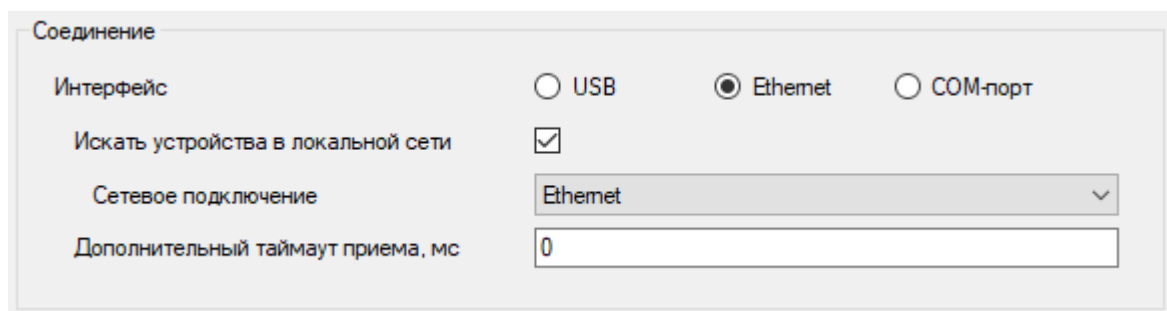 Соединение
Интерфейс USB Ethernet COM-порт
Искать устройства в локальной сети
Сетевое подключение Ethernet
Дополнительный таймаут приема, мс 0